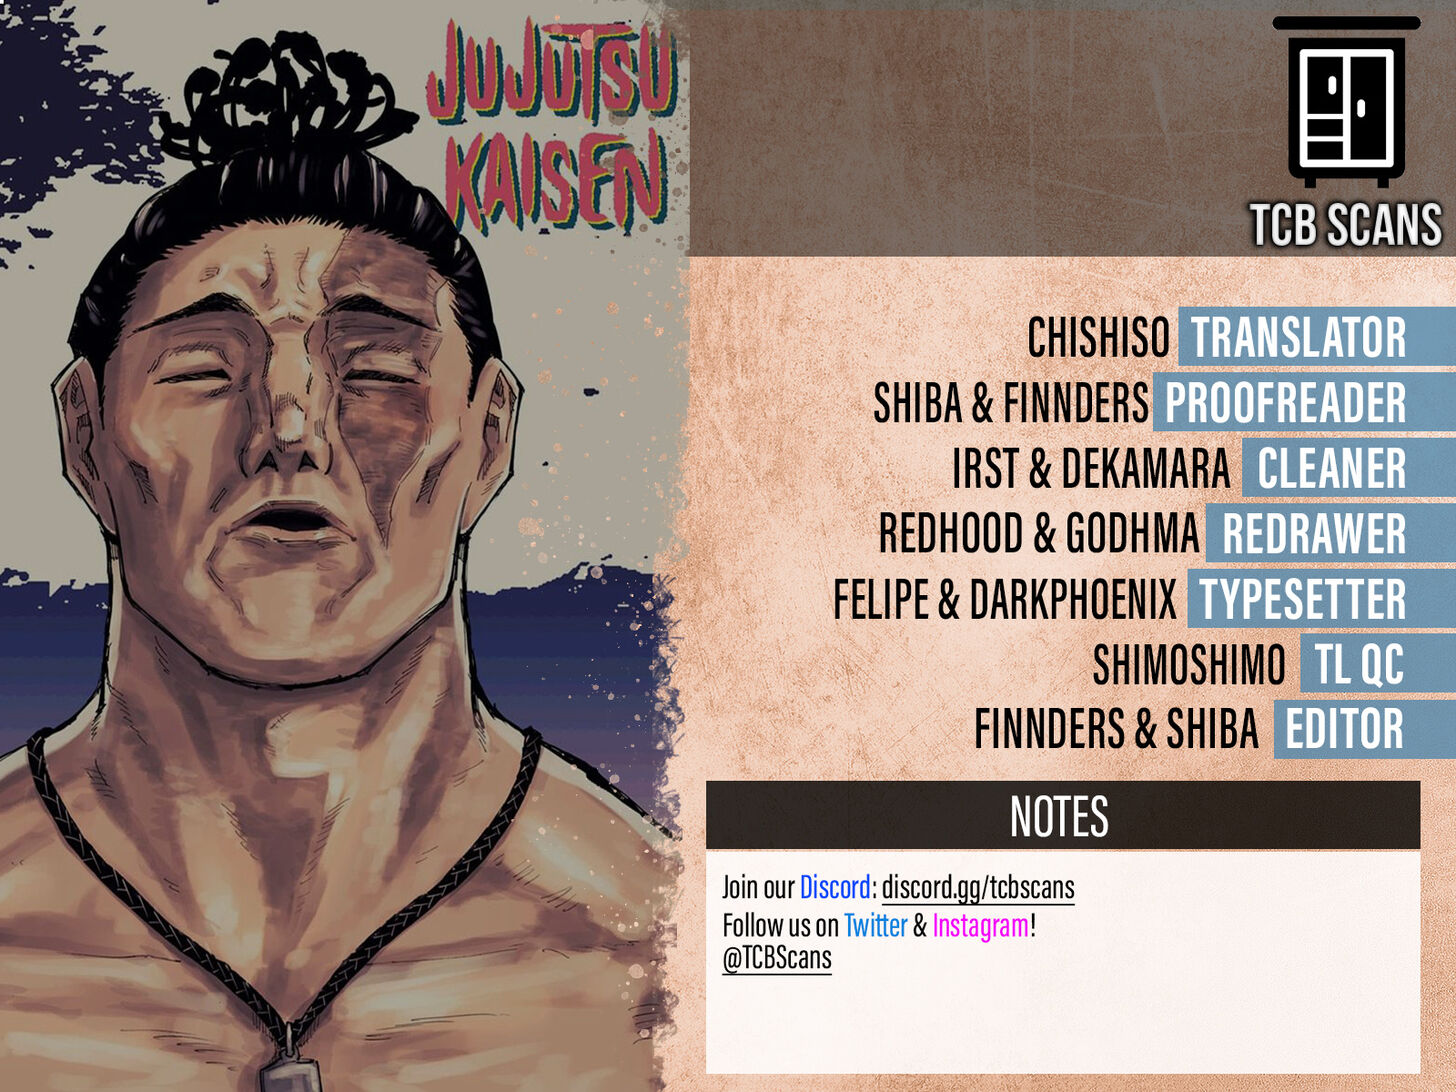 JUJUTSU
KAISEN
TCB SCANS
CHISHISO TRANSLATOR
SHIBA & FINNDERS PROOFREADER
IRST & DEKAMARA CLEANER
REDHOOD & GODHMA REDRAWER
FELIPE & DARKPHOENIX TYPESETTER
SHIMOSHIMO TL QC
FINNDERS & SHIBA EDITOR
NOTES
Join our Discord: discord.gg/tcbscans
Follow us on Twitter & Instagram!
@TCBScans